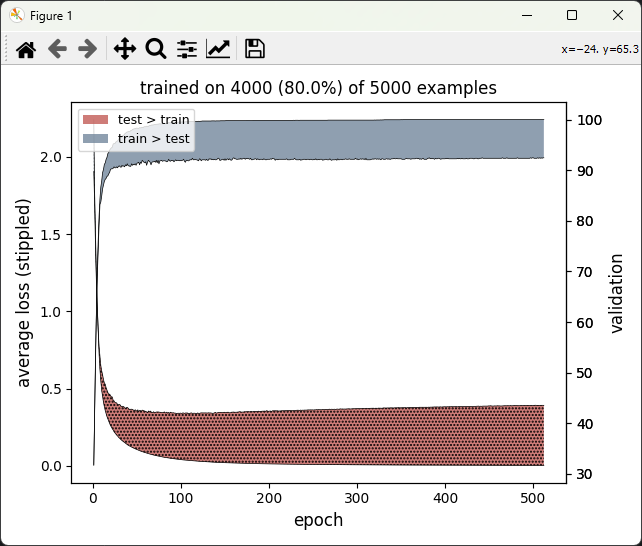 Figure 1
x=−24. y=65.3
trained on 4000 (80.0%) of 5000 examples
test > train
train > test
average loss (stippled)
2.0
1.5
1.0
0.5
0.0
100
90
80
70
60
50
40
30
validation
0 100 200 300 400 500
epoch